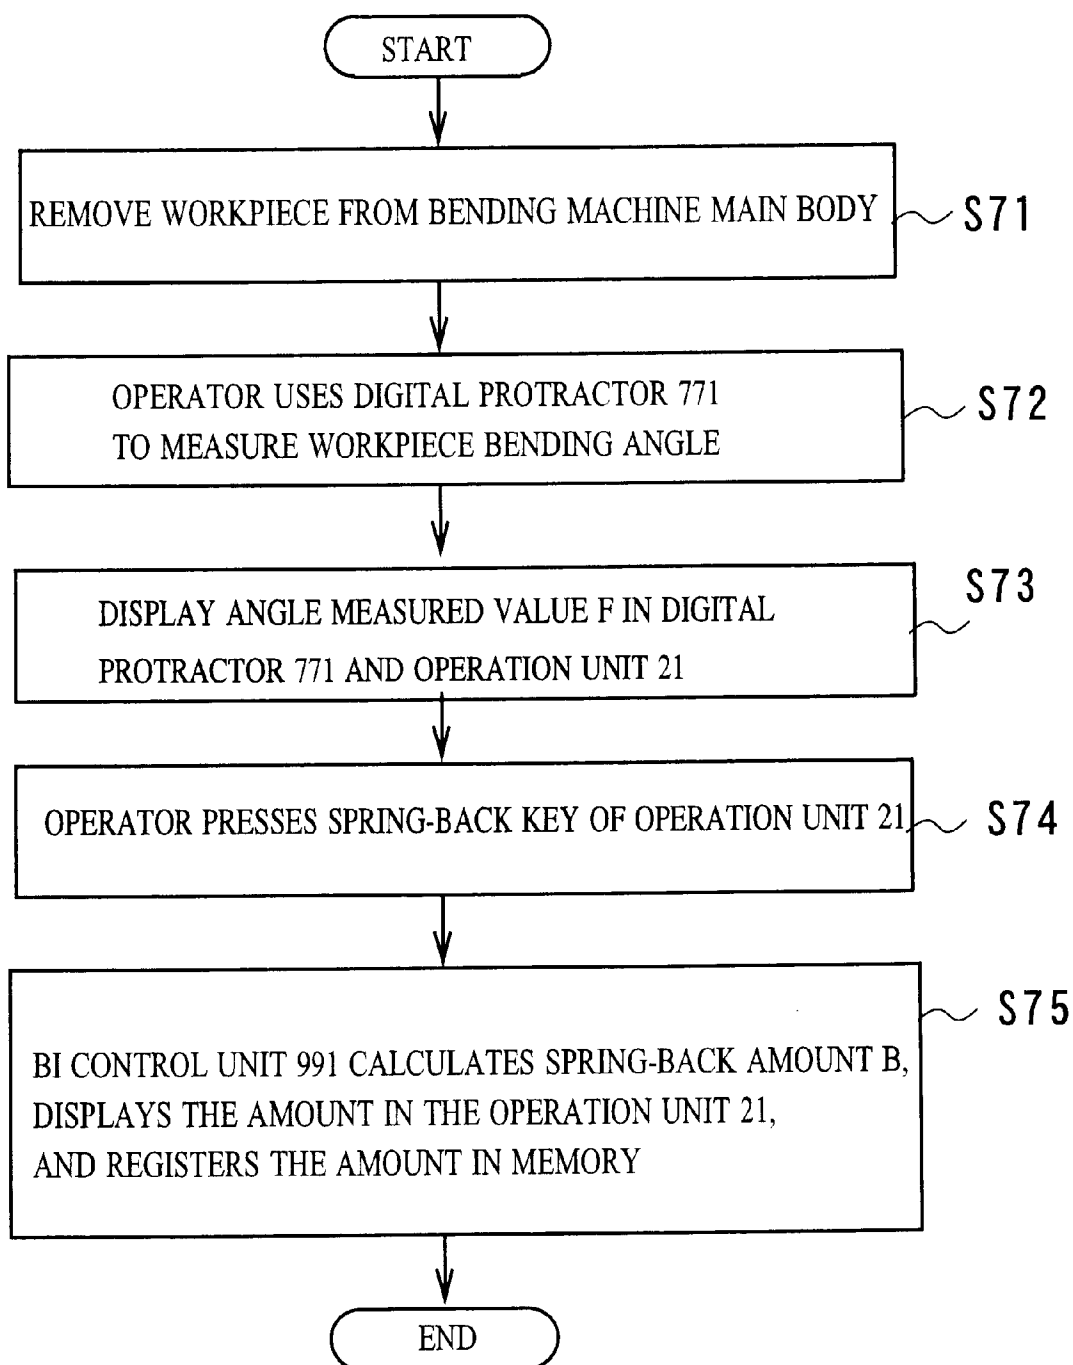 START
REMOVE WORKPIECE FROM BENDING MACHINE MAIN BODY
S71
OPERATOR USES DIGITAL PROTRACTOR 771
TO MEASURE WORKPIECE BENDING ANGLE
S72
DISPLAY ANGLE MEASURED VALUE F IN DIGITAL
PROTRACTOR 771 AND OPERATION UNIT 21
S73
OPERATOR PRESSES SPRING-BACK KEY OF OPERATION UNIT 21
S74
BI CONTROL UNIT 991 CALCULATES SPRING-BACK AMOUNT B,
DISPLAYS THE AMOUNT IN THE OPERATION UNIT 21,
AND REGISTERS THE AMOUNT IN MEMORY
S75
END